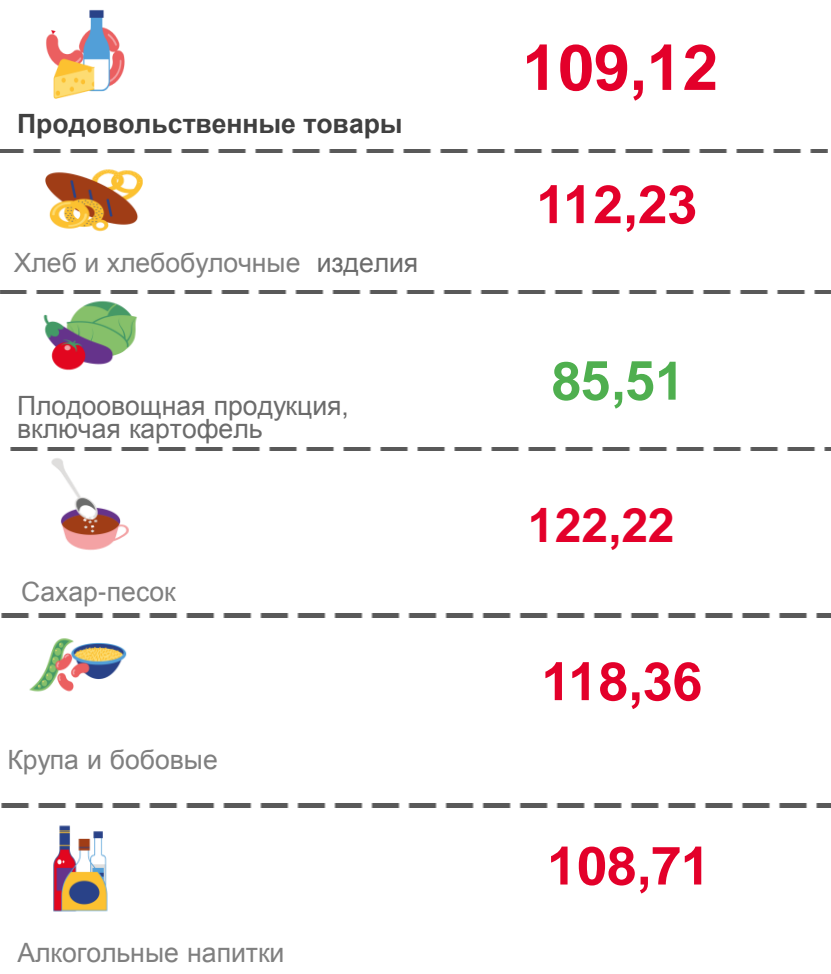 109,12
Продовольственные товары
112,23
Хлеб и хлебобулочные изделия
85,51
Плодоовощная продукция,
включая картофель
122,22
Сахар-песок
118,36
Крупа и бобовые
108,71
Алкогольные напитки